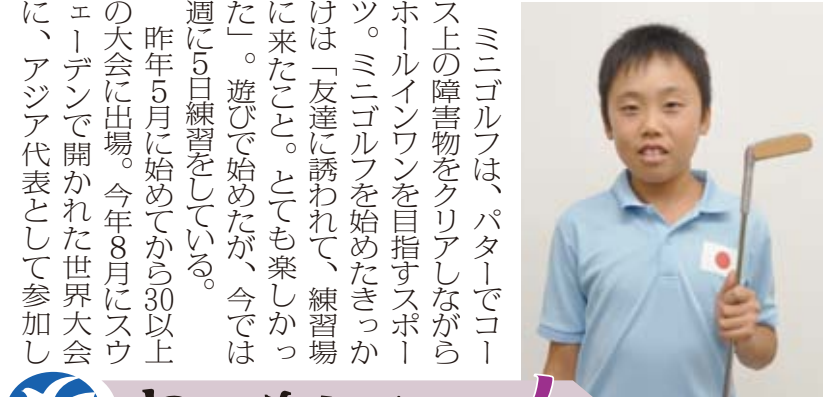 ミニゴルフは、パターでコー
ス上の障害物をクリアしながら
ホールインワンを目指すスポー
ツ。ミニゴルフを始めたきっか
けは「友達に誘われて、練習場
に来たこと。とても楽しかっ
た」。遊びで始めたが、今では
週に5日練習をしている。
昨年5月に始めてから30以上
の大会に出場。今年8月にスウ
ェーデンで開かれた世界大会
に、アジア代表として参加し